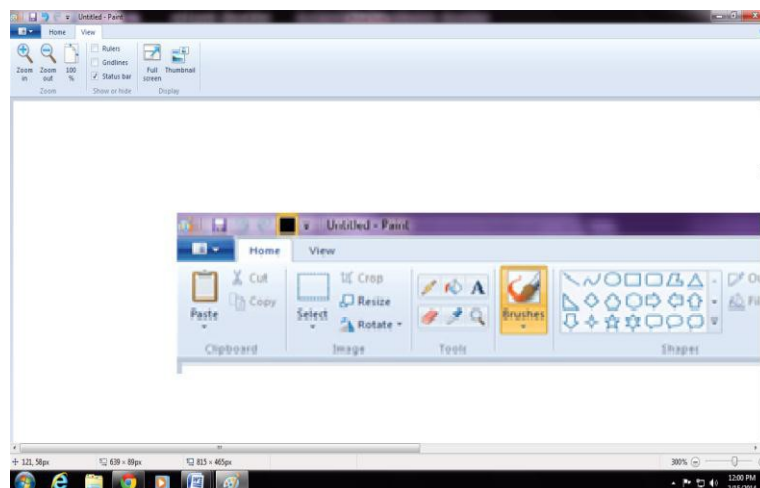 Untitled - Paint
Home View
Zoom in Zoom out 100 %
Rulers
Gridlines
Status bar
Full screen Thumbnail
Zoom Show or hide Display
Untitled - Paint
Home View
Paste
Cut
Copy
Select
Crop
Resize
Rotate
A
Brushes
Clipboard Image Tools Shapes
121, 58px 639 × 89px 815 × 465px 300%
12:00 PM